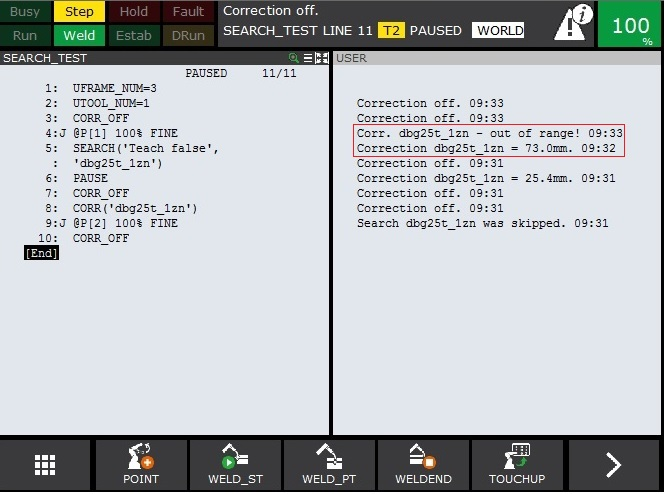 Busy Step Hold Fault Correction off.
SEARCH_TEST LINE 11 T2 PAUSED WORLD
Run Weld Estab DRun
100
%
SEARCH_TEST
PAUSED 11/11
1: UFRAME_NUM=3
2: UTOOL_NUM=1
3: CORR_OFF
4:J @P[1] 100% FINE
5: SEARCH('Teach false',
: 'dbg25t_1zn')
6: PAUSE
7: CORR_OFF
8: CORR('dbg25t_1zn')
9:J @P[2] 100% FINE
10: CORR_OFF
[End]
USER
Correction off. 09:33
Correction off. 09:33
Corr. dbg25t_1zn - out of range! 09:33
Correction dbg25t_1zn = 73.0mm. 09:32
Correction off. 09:31
Correction dbg25t_1zn = 25.4mm. 09:31
Correction off. 09:31
Search dbg25t_1zn was skipped. 09:31
POINT WELD_ST WELD_PT WELDEND TOUCHUP